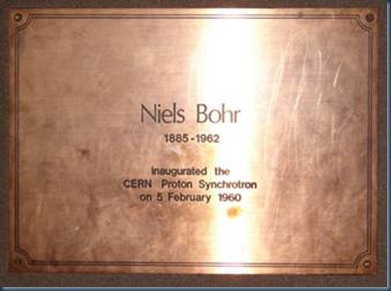 Niels Bohr
1885-1962
inaugurated the
CERN Proton Synchrotron
on 5 February 1960